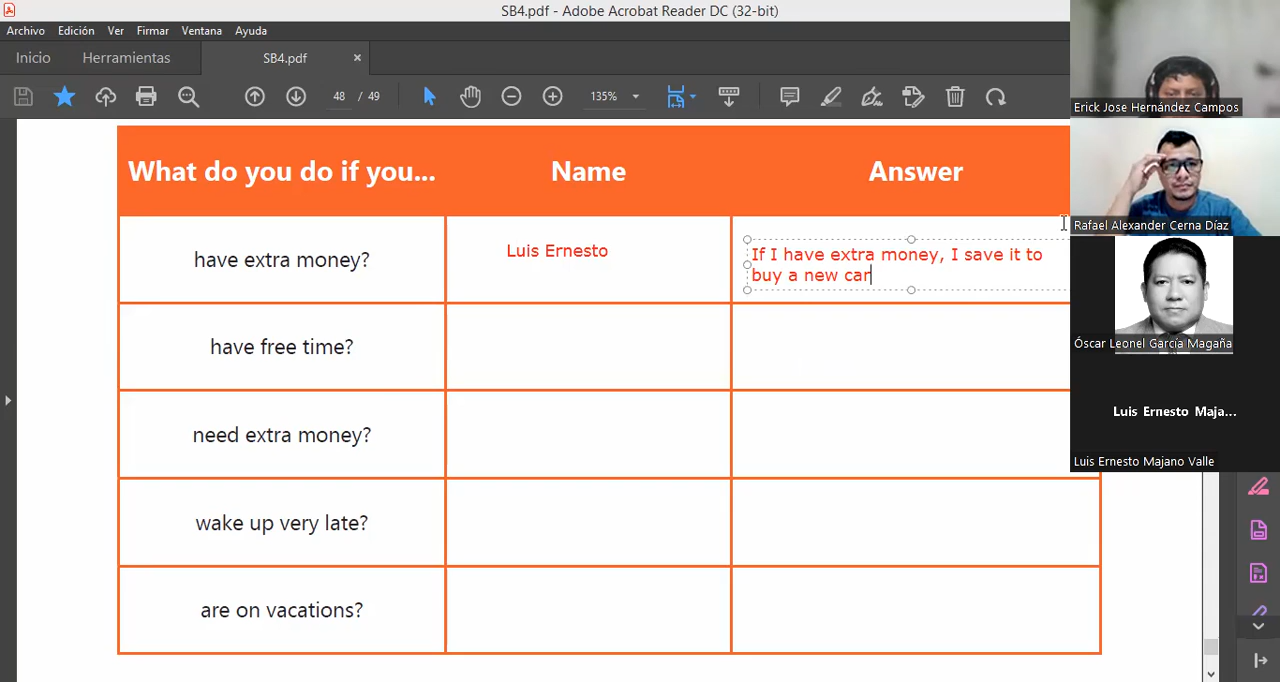 SB4.pdf - Adobe Acrobat Reader DC (32-bit)
Archivo Edición Ver Firmar Ventana Ayuda
Inicio Herramientas SB4.pdf ×
48 / 49 135%
What do you do if you... Name Answer
have extra money? Luis Ernesto If I have extra money, I save it to
buy a new car
have free time?
need extra money?
wake up very late?
are on vacations?
Erick Jose Hernández Campos
Rafael Alexander Cerna Díaz
Óscar Leonel García Magaña
Luis Ernesto Maja...
Luis Ernesto Majano Valle